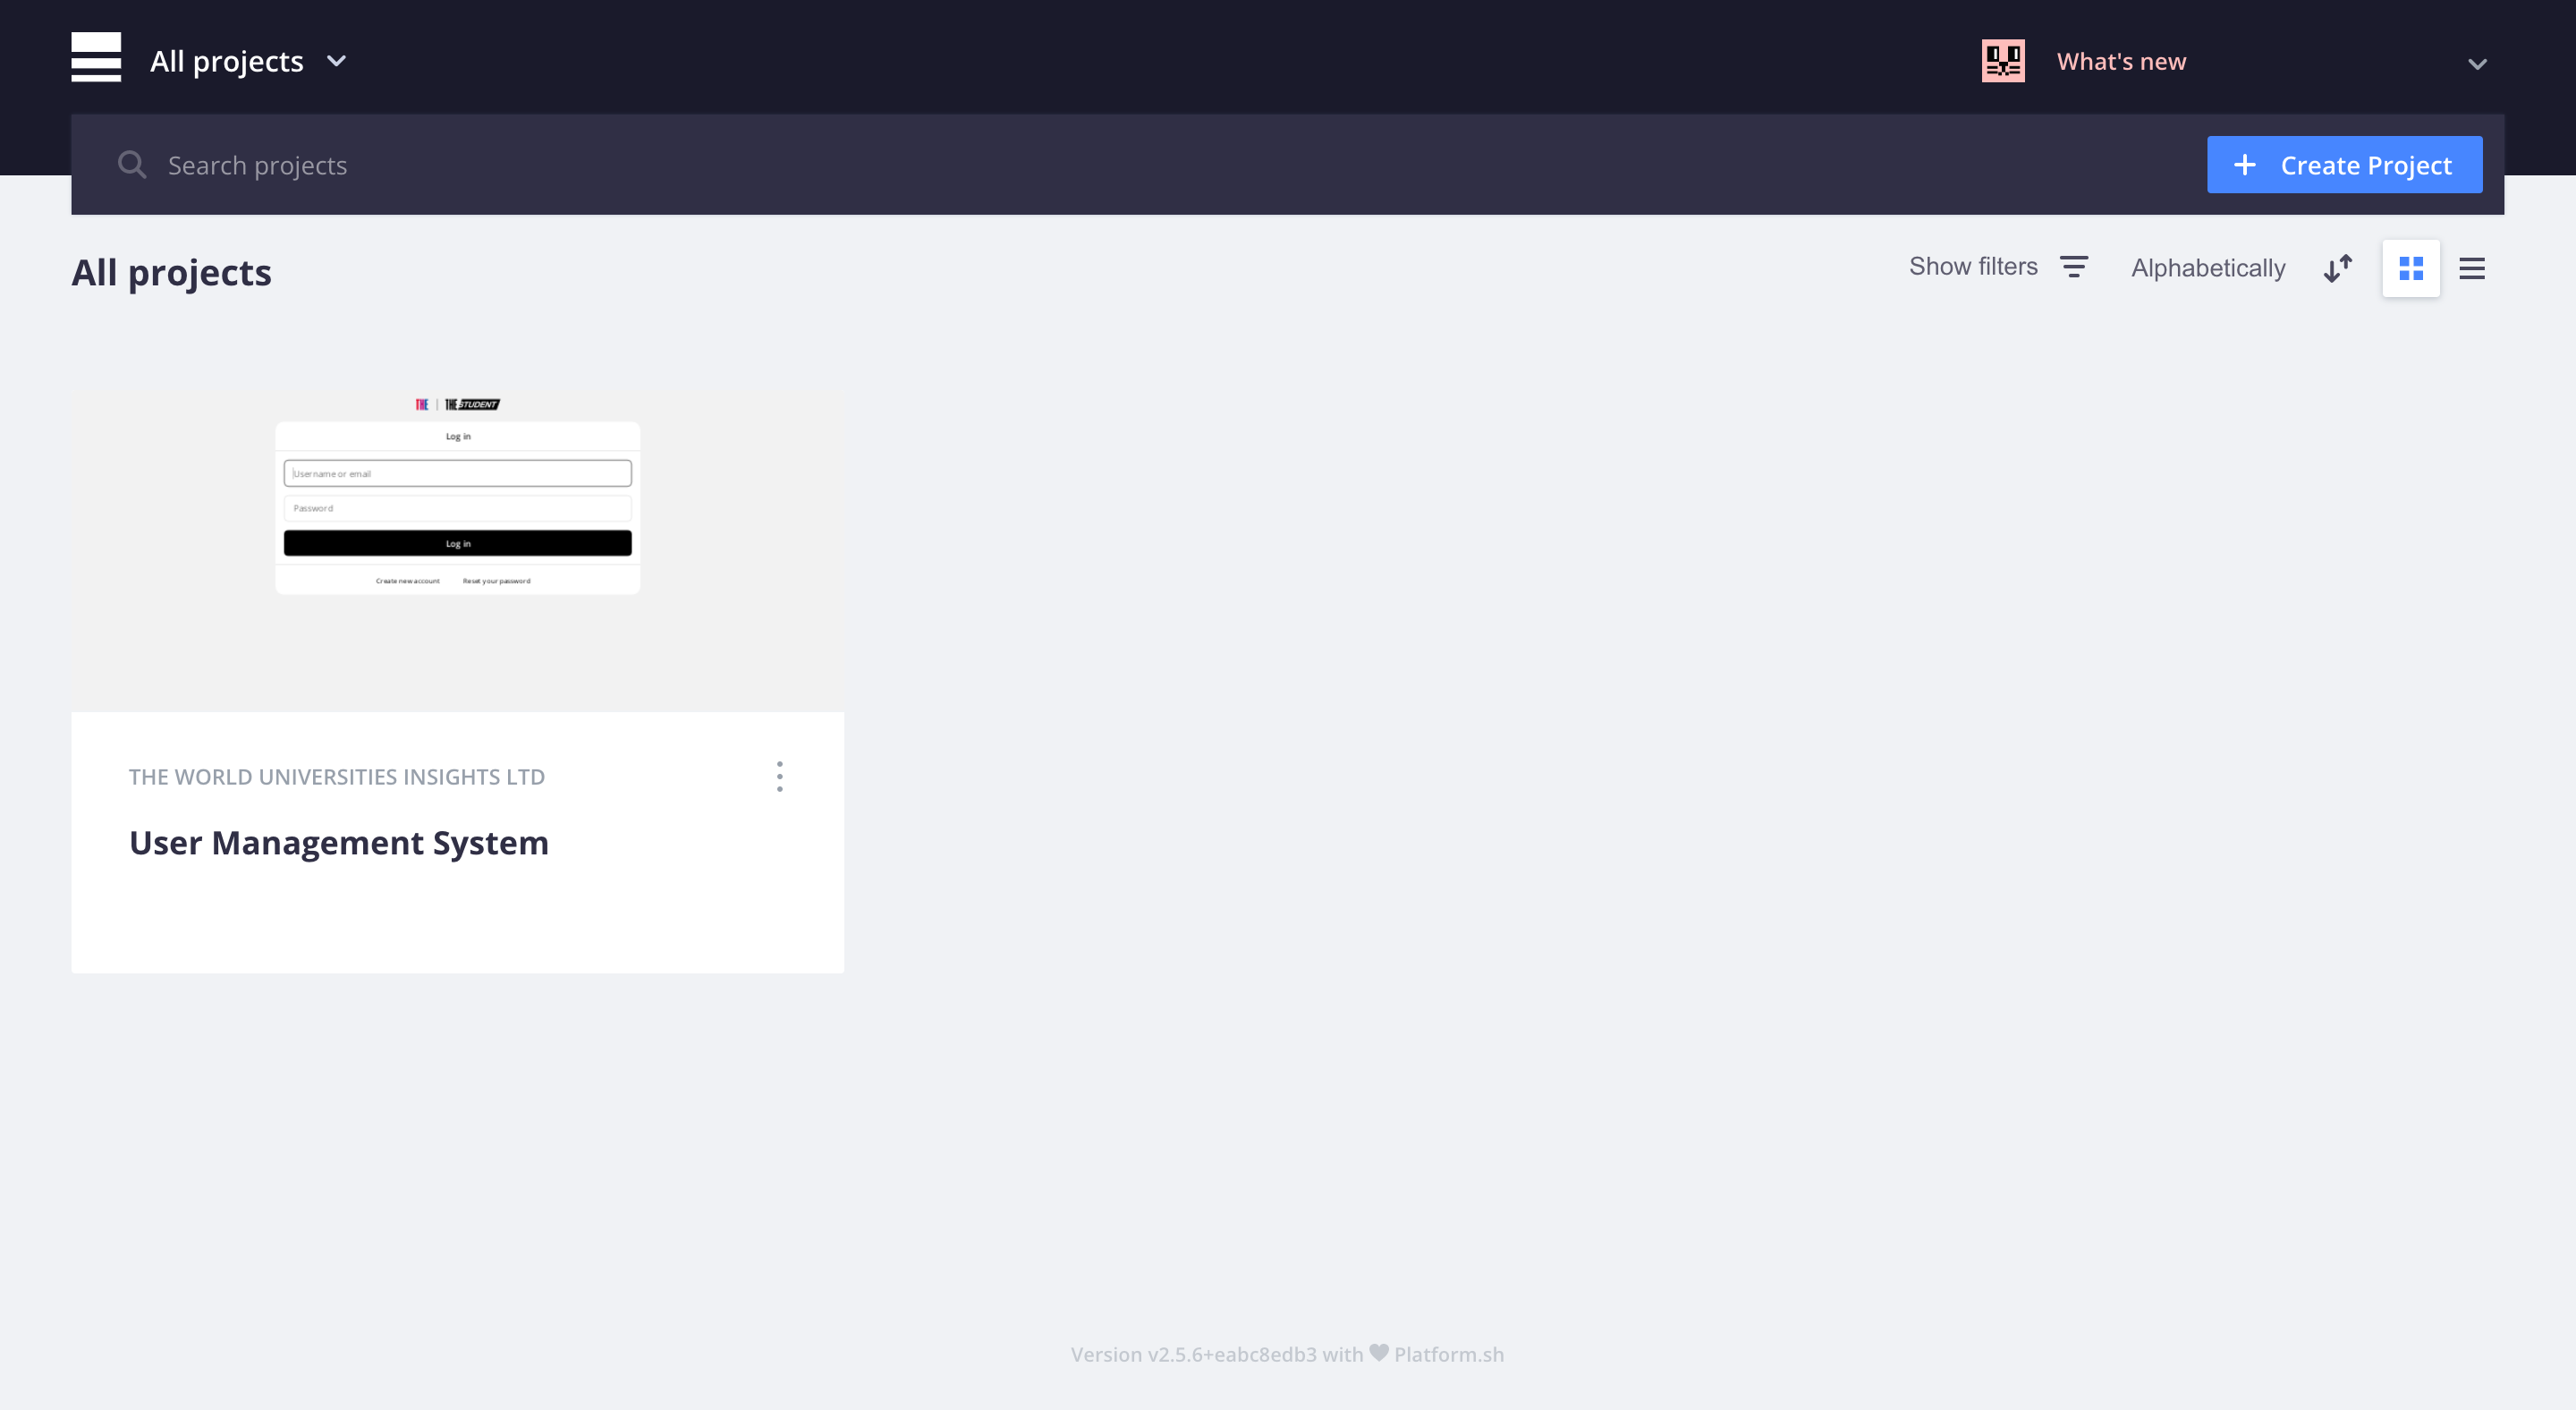 All projects
What's new
Search projects
Create Project
All projects
Show filters
Alphabetically
THE | THE STUDENT
Log in
Username or email
Password
Log in
Create new account
Reset your password
THE WORLD UNIVERSITIES INSIGHTS LTD
User Management System
Version v2.5.6+eabc8edb3 with Platform.sh